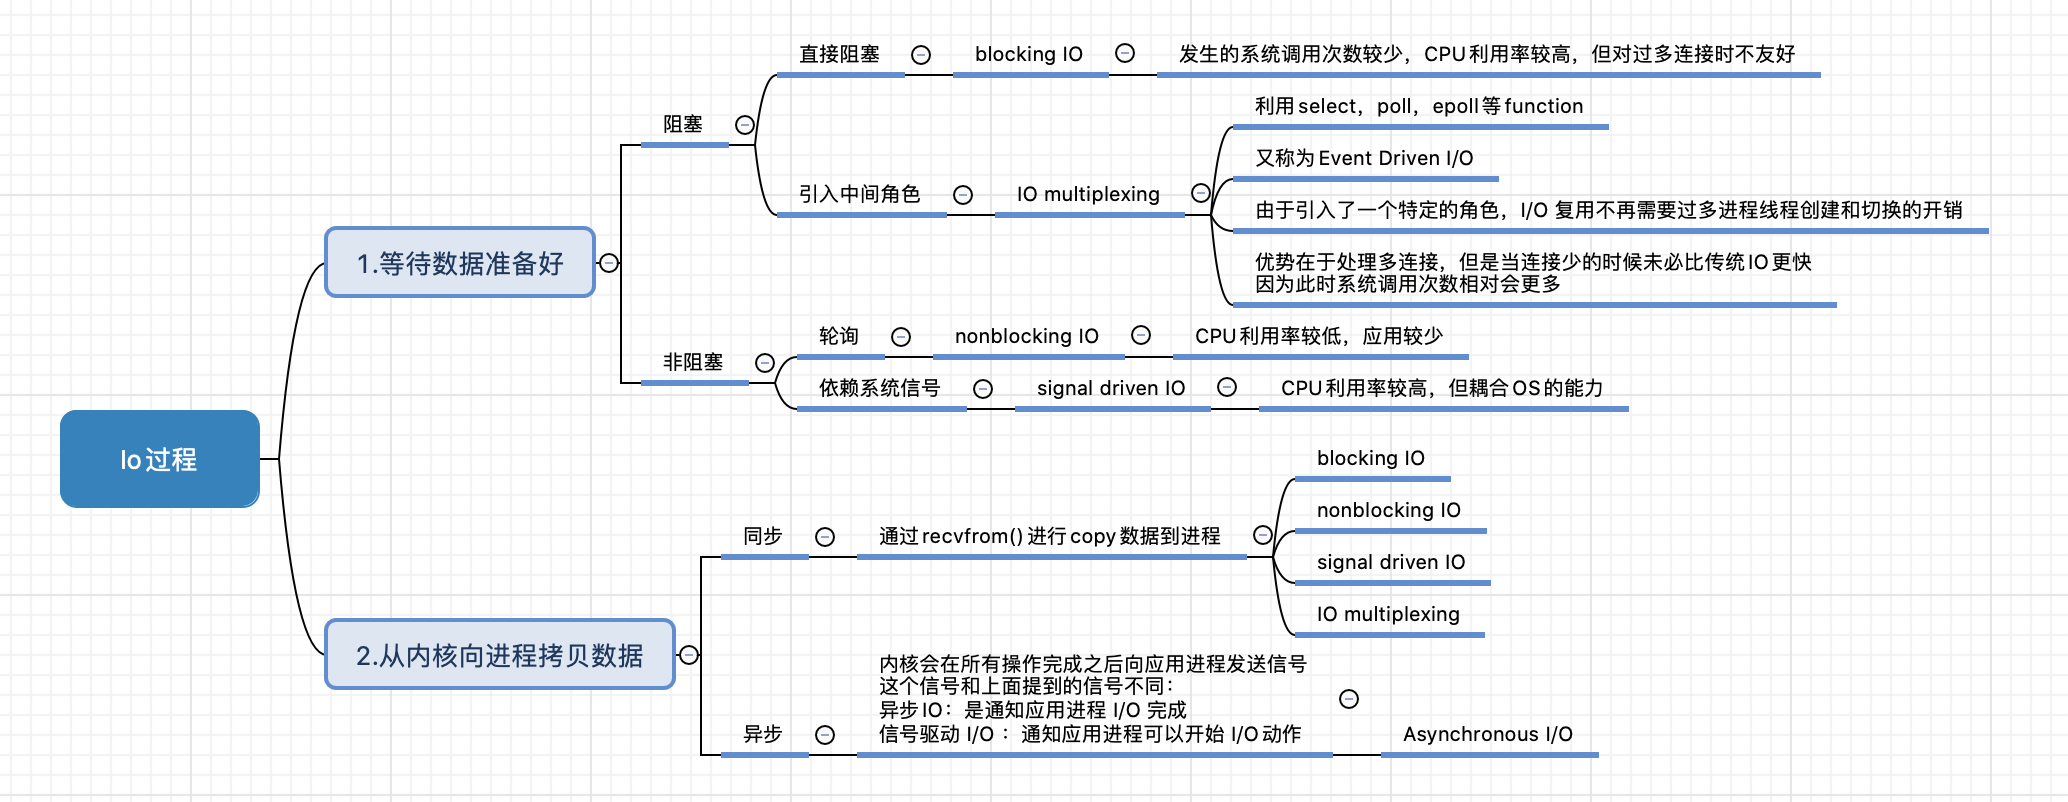 Io过程
1.等待数据准备好
阻塞
直接阻塞
blocking IO
发生的系统调用次数较少，CPU利用率较高，但对过多连接时不友好
引入中间角色
IO multiplexing
利用select，poll，epoll等function
又称为Event Driven I/O
由于引入了一个特定的角色，I/O 复用不再需要过多进程线程创建和切换的开销
优势在于处理多连接，但是当连接少的时候未必比传统IO更快
因为此时系统调用次数相对会更多
非阻塞
轮询
nonblocking IO
CPU利用率较低，应用较少
依赖系统信号
signal driven IO
CPU利用率较高，但耦合OS的能力
2.从内核向进程拷贝数据
同步
通过recvfrom() 进行copy数据到进程
blocking IO
nonblocking IO
signal driven IO
IO multiplexing
异步
内核会在所有操作完成之后向应用进程发送信号
这个信号和上面提到的信号不同：
异步IO：是通知应用进程 I/O 完成
信号驱动 I/O ：通知应用进程可以开始 I/O动作
Asynchronous I/O